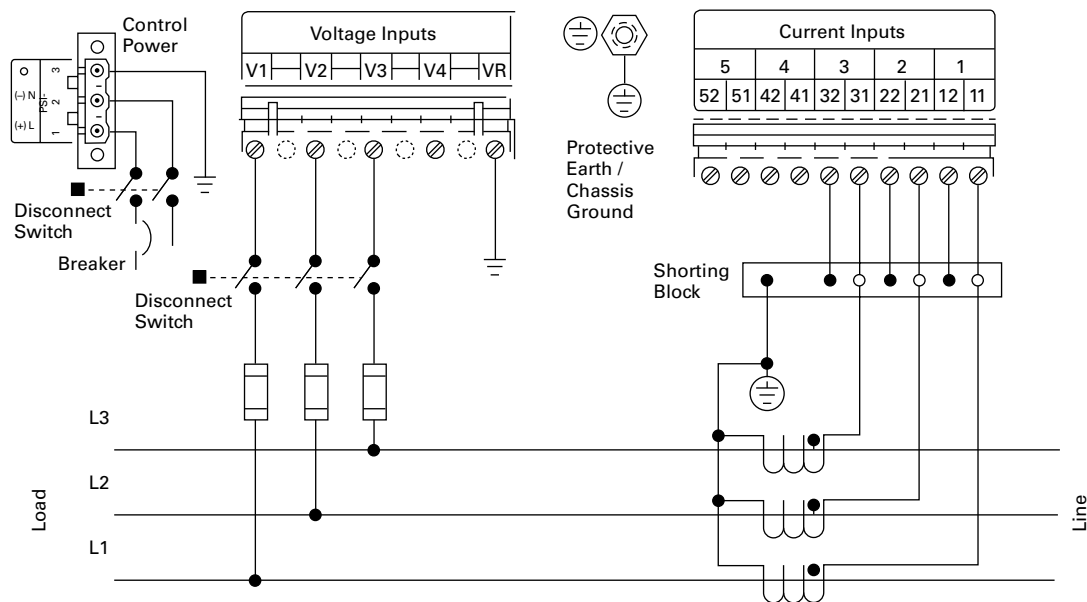 Control
Power
3
2
1
PSI-
(–) N
(+) L
Disconnect
Switch
Breaker
Voltage Inputs
V1 V2 V3 V4 VR
Disconnect
Switch
Protective
Earth /
Chassis
Ground
Current Inputs
5 4 3 2 1
52 51 42 41 32 31 22 21 12 11
Shorting
Block
L3
L2
L1
Load
Line